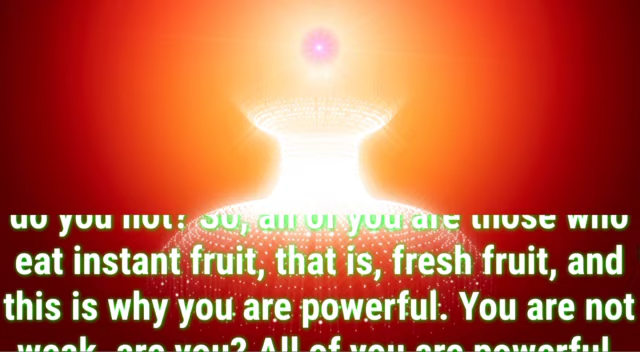 do you not? So, all of you are those who
eat instant fruit, that is, fresh fruit, and
this is why you are powerful. You are not
weak, are you? All of you are powerful.